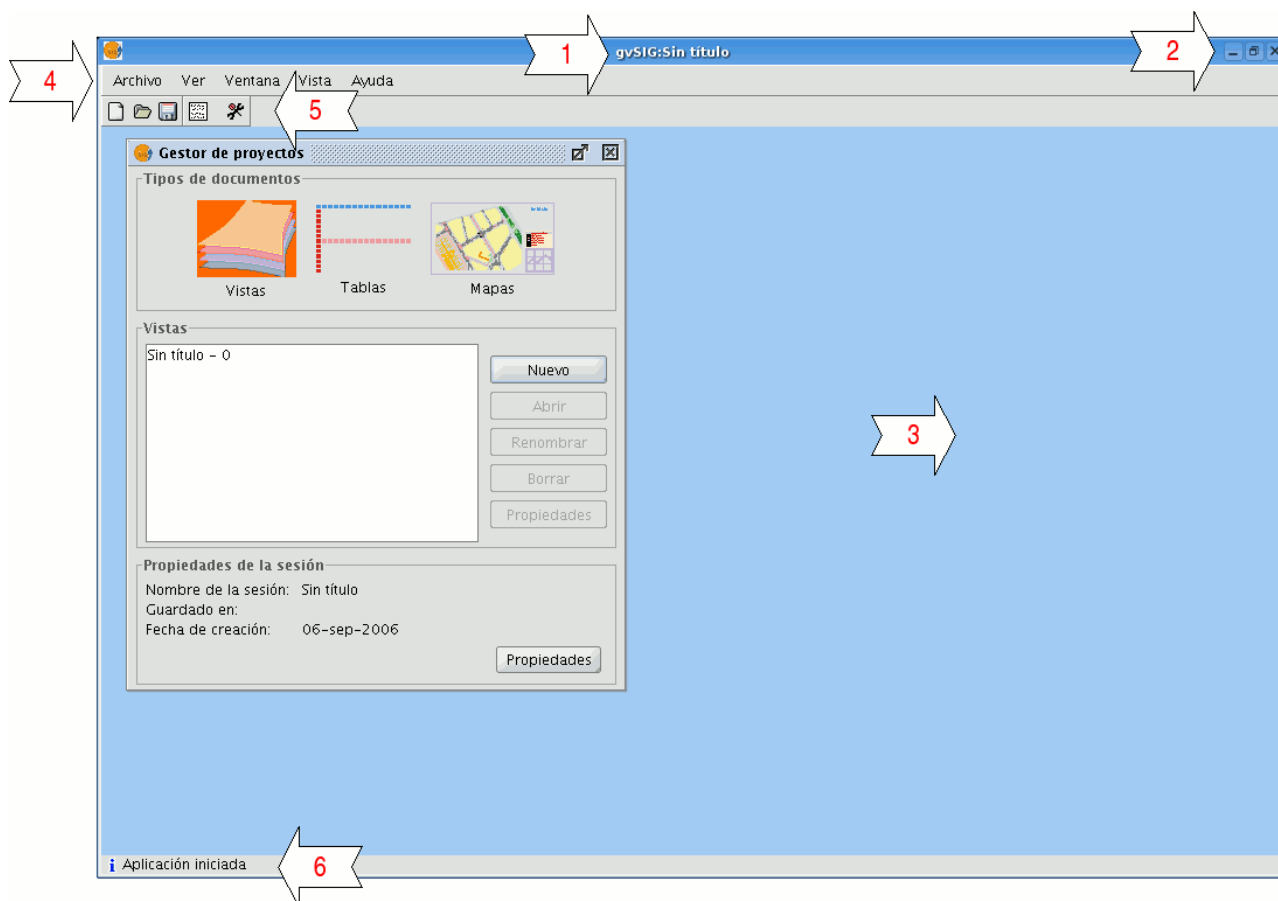 1
gvSIG:Sin título
2
4
Archivo Ver Ventana Vista Ayuda
5
Gestor de proyectos
Tipos de documentos
Vistas
Tablas
Mapas
Vistas
Sin título - 0
Nuevo
Abrir
Renombrar
Borrar
Propiedades
3
Propiedades de la sesión
Nombre de la sesión: Sin título
Guardado en:
Fecha de creación: 06-sep-2006
Propiedades
i Aplicación iniciada
6